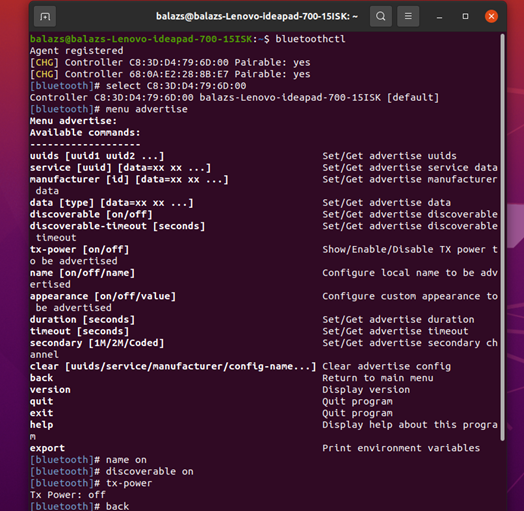 balazs@balazs-Lenovo-ideapad-700-15ISK: ~
balazs@balazs-Lenovo-ideapad-700-15ISK:~$ bluetoothctl
Agent registered
[CHG] Controller C8:3D:D4:79:6D:00 Pairable: yes
[CHG] Controller 68:0A:E2:28:8B:E7 Pairable: yes
[bluetooth]# select C8:3D:D4:79:6D:00
Controller C8:3D:D4:79:6D:00 balazs-Lenovo-ideapad-700-15ISK [default]
[bluetooth]# menu advertise
Menu advertise:
Available commands:
-------------------
uuids [uuid1 uuid2 ...] Set/Get advertise uuids
service [uuid] [data=xx xx ...] Set/Get advertise service data
manufacturer [id] [data=xx xx ...] Set/Get advertise manufacturer
 data
data [type] [data=xx xx ...] Set/Get advertise data
discoverable [on/off] Set/Get advertise discoverable
discoverable-timeout [seconds] Set/Get advertise discoverable
 timeout
tx-power [on/off] Show/Enable/Disable TX power t
o be advertised
name [on/off/name] Configure local name to be adv
ertised
appearance [on/off/value] Configure custom appearance to
 be advertised
duration [seconds] Set/Get advertise duration
timeout [seconds] Set/Get advertise timeout
secondary [1M/2M/Coded] Set/Get advertise secondary ch
annel
clear [uuids/service/manufacturer/config-name...] Clear advertise config
back Return to main menu
version Display version
quit Quit program
exit Quit program
help Display help about this progra
m
export Print environment variables
[bluetooth]# name on
[bluetooth]# discoverable on
[bluetooth]# tx-power
Tx Power: off
[bluetooth]# back